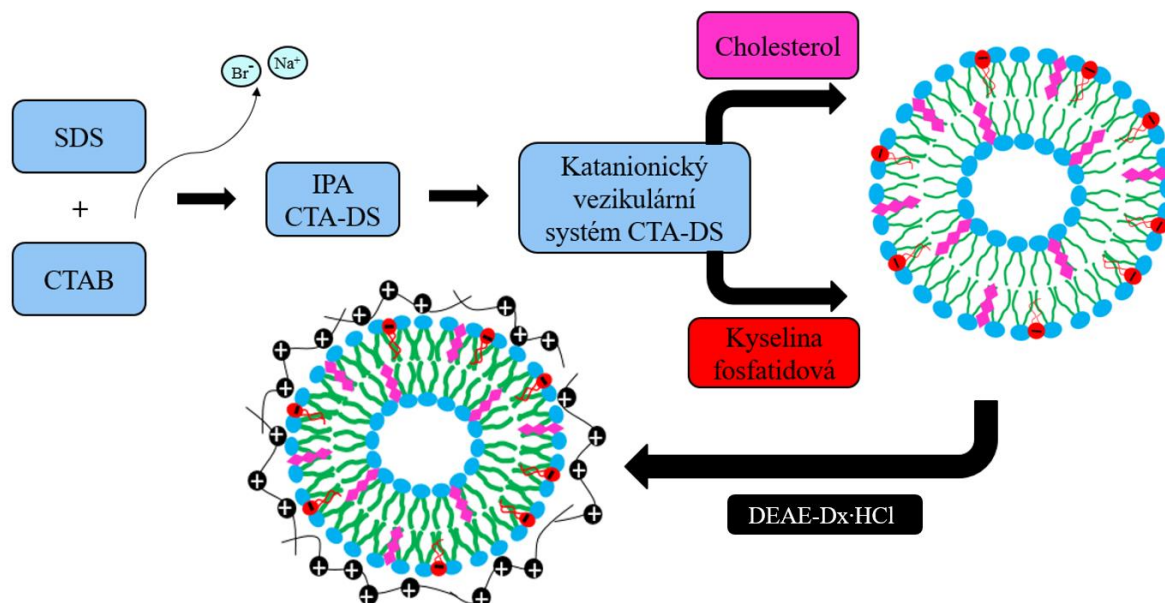 SDS
+
CTAB
Br⁻
Na⁺
IPA
CTA-DS
Katanionický
vezikulární
systém CTA-DS
Cholesterol
Kyselina
fosfatidová
DEAE-Dx·HCl